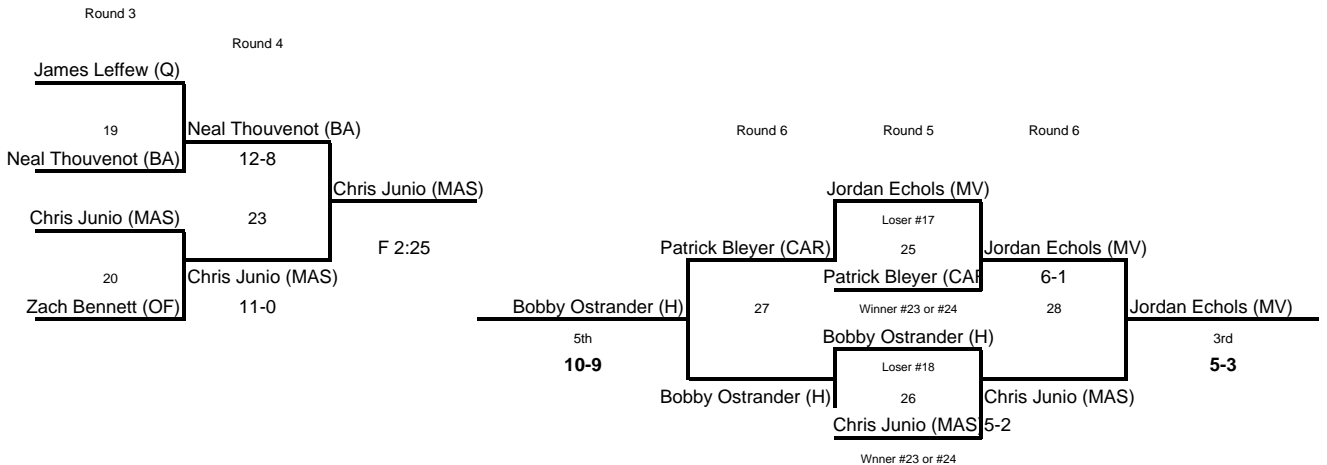 Round 3
Round 4
James Leffew (Q)
19
Neal Thouvenot (BA)
Neal Thouvenot (BA)
12-8
Chris Junio (MAS)
Chris Junio (MAS)
23
F 2:25
20
Chris Junio (MAS)
Zach Bennett (OF)
11-0
Round 6
Round 5
Round 6
Jordan Echols (MV)
Loser #17
Patrick Bleyer (CAR)
25
Jordan Echols (MV)
Patrick Bleyer (CAR
6-1
Bobby Ostrander (H)
27
Winner #23 or #24
28
Jordan Echols (MV)
5th
Bobby Ostrander (H)
3rd
10-9
Loser #18
5-3
Bobby Ostrander (H)
26
Chris Junio (MAS)
Chris Junio (MAS)
5-2
Wnner #23 or #24